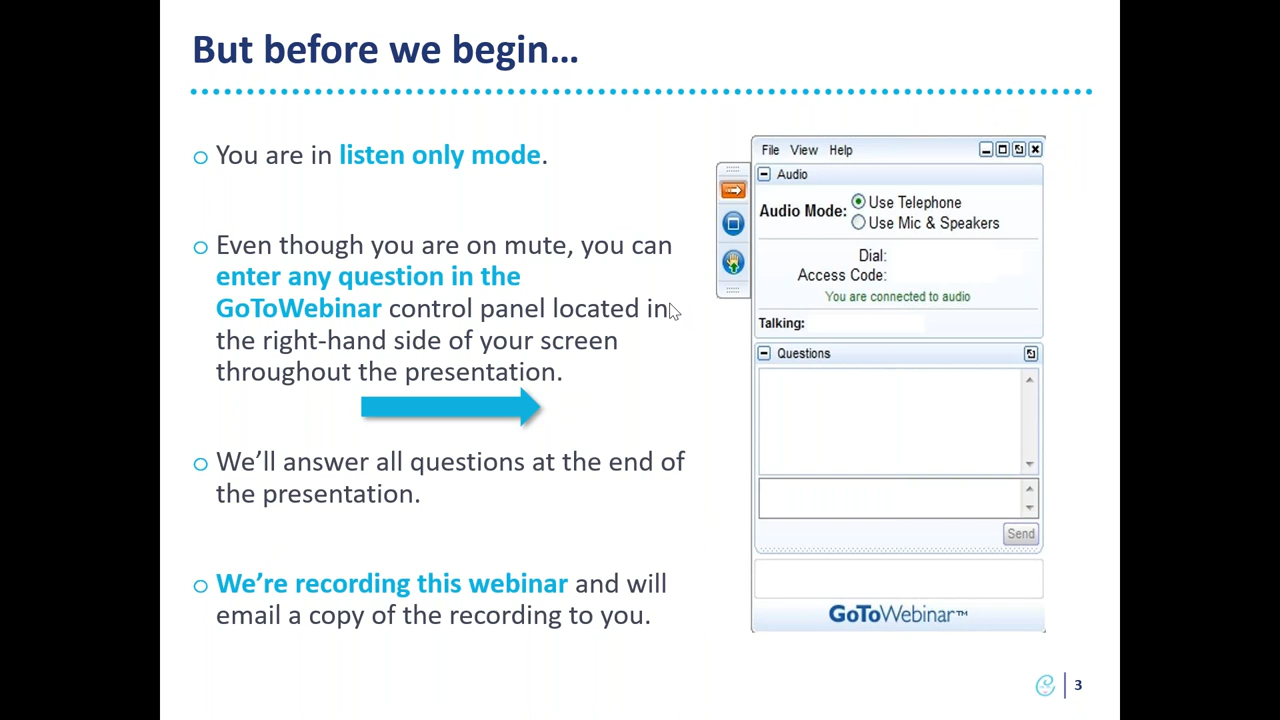 But before we begin…
o You are in listen only mode.
o Even though you are on mute, you can
enter any question in the
GoToWebinar control panel located in
the right-hand side of your screen
throughout the presentation.
o We’ll answer all questions at the end of
the presentation.
o We’re recording this webinar and will
email a copy of the recording to you.
File View Help
Audio
Audio Mode: Use Telephone
Use Mic & Speakers
Dial:
Access Code:
You are connected to audio
Talking:
Questions
Send
GoToWebinar™
3